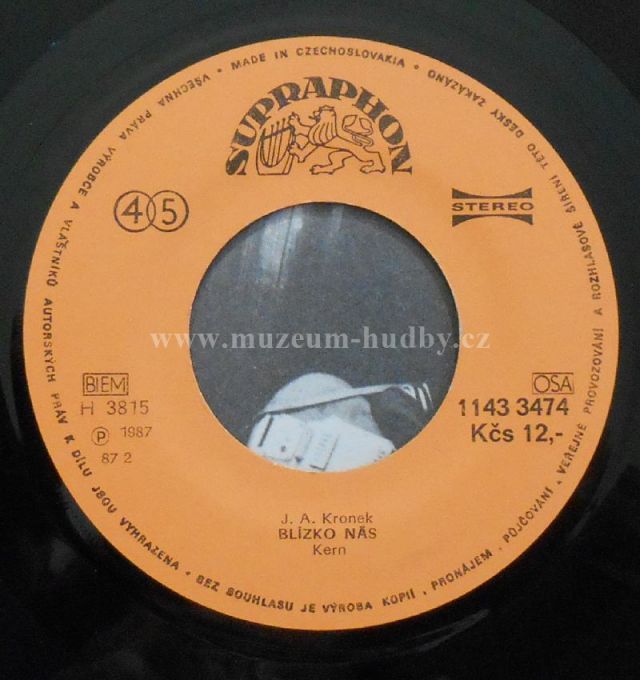 SUPRAPHON
MADE IN CZECHOSLOVAKIA • VŠECHNA PRÁVA VÝROBCE A VLASTNÍKŮ AUTORSKÝCH PRÁV K DÍLU JSOU VYHRAZENA • BEZ SOUHLASU JE VÝROBA KOPIÍ, PRONÁJEM, PŮJČOVÁNÍ, VEŘEJNÉ PROVOZOVÁNÍ A ROZHLASOVÉ ŠÍŘENÍ TÉTO DESKY ZAKÁZÁNO
45
STEREO
www.muzeum-hudby.cz
BIEM
H 3815
Ⓟ 1987
87 2
OSA
1143 3474
Kčs 12,-
J. A. Kronek
BLÍZKO NÁS
Kern